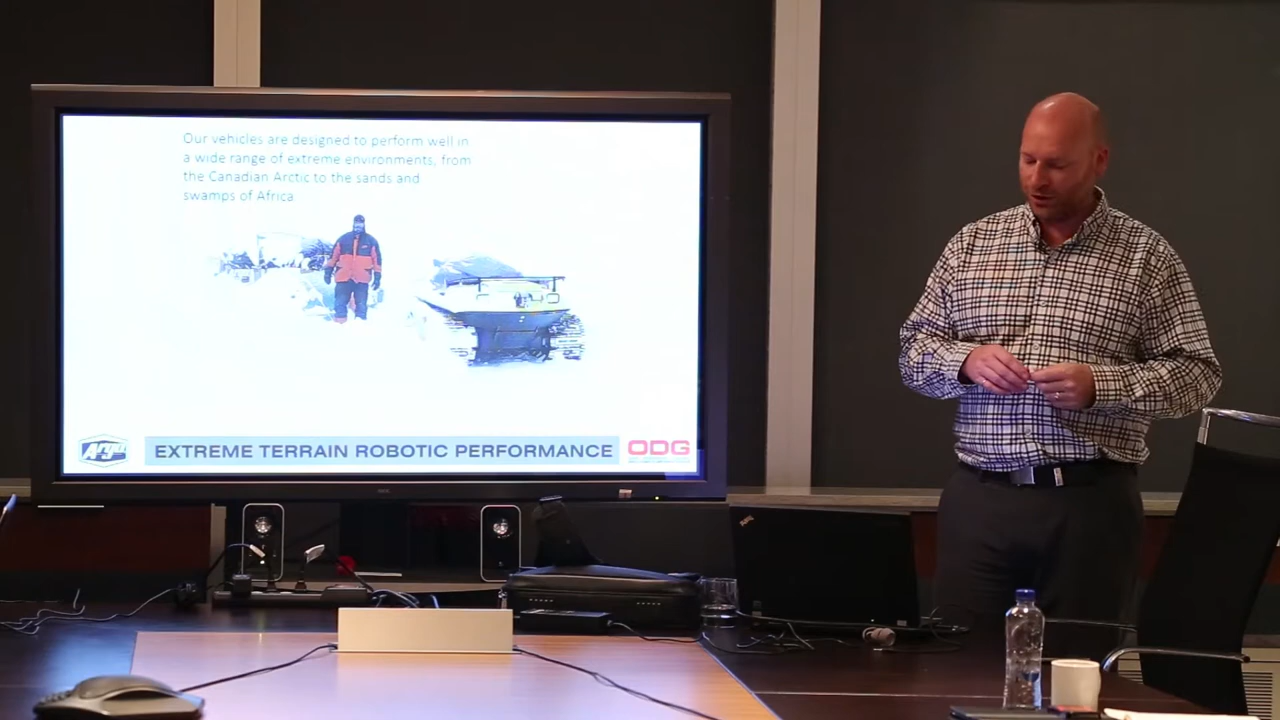 Our vehicles are designed to perform well in
a wide range of extreme environments, from
the Canadian Arctic to the sands and
swamps of Africa.
Argo
EXTREME TERRAIN ROBOTIC PERFORMANCE
ODG